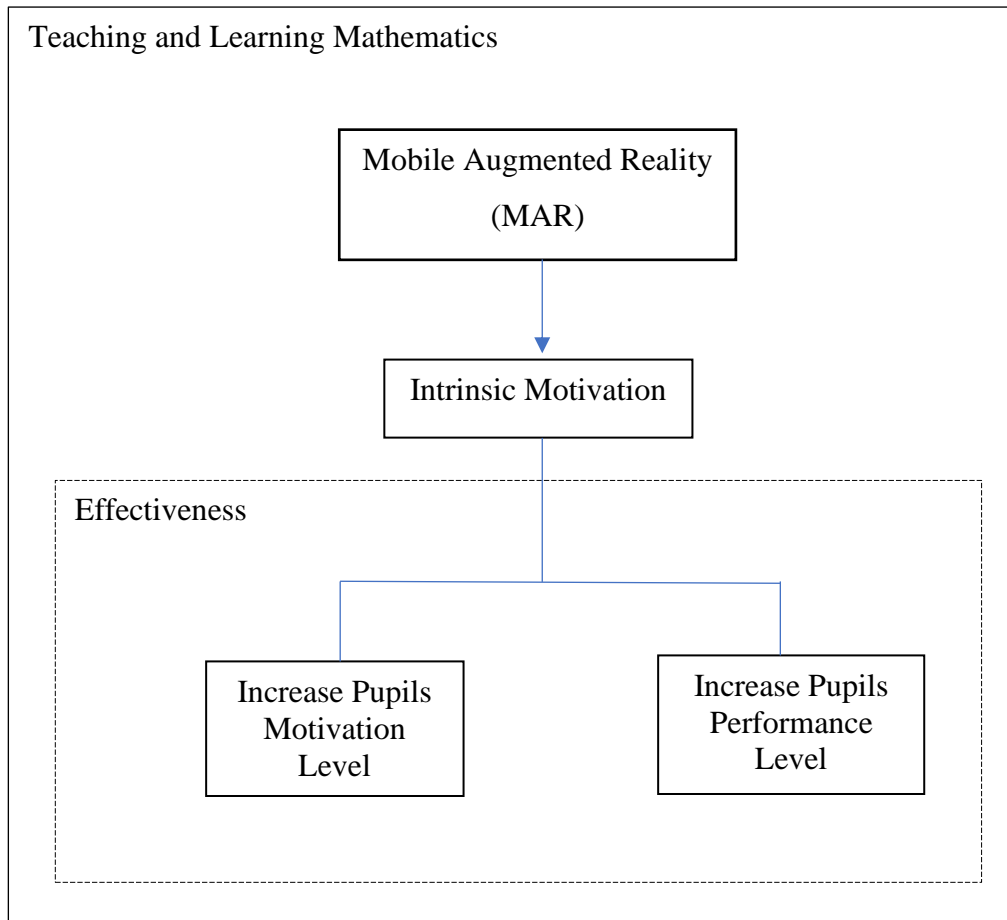 Teaching and Learning Mathematics
Mobile Augmented Reality
(MAR)
Intrinsic Motivation
Effectiveness
Increase Pupils
Motivation
Level
Increase Pupils
Performance
Level